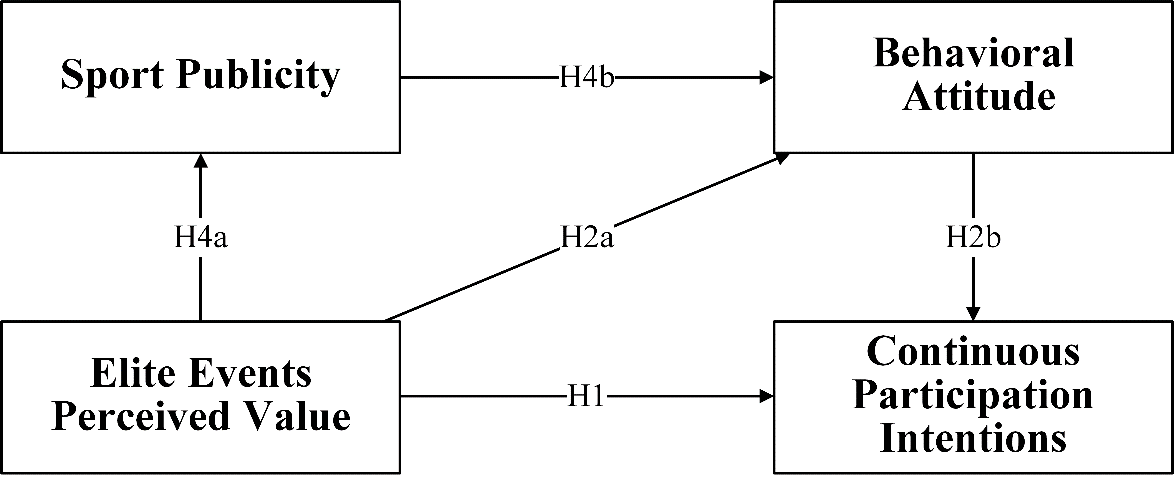 Sport Publicity
H4b
Behavioral
Attitude
H4a
H2a
H2b
Elite Events
Perceived Value
H1
Continuous
Participation
Intentions